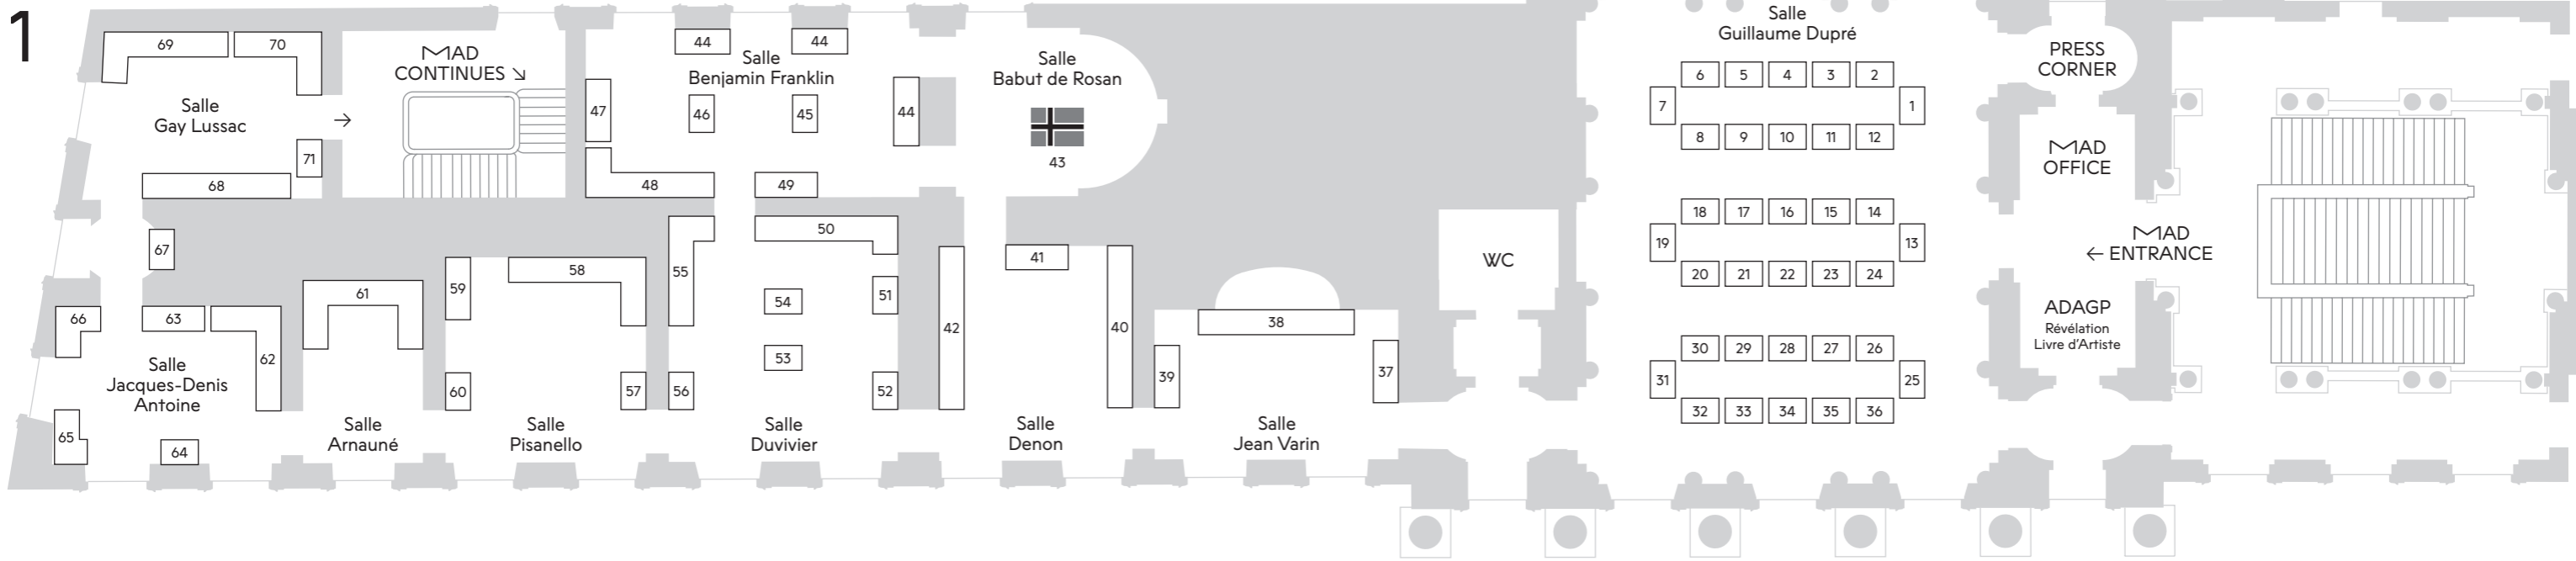 1
69
70
Salle
Gay Lussac
71
68
MAD
CONTINUES ↘
→
67
44
44
Salle
Benjamin Franklin
47
46
45
44
48
49
Salle
Babut de Rosan
43
Salle
Guillaume Dupré
6 5 4 3 2
7
1
8 9 10 11 12
18 17 16 15 14
19
13
20 21 22 23 24
30 29 28 27 26
31
25
32 33 34 35 36
PRESS
CORNER
MAD
OFFICE
MAD
← ENTRANCE
ADAGP
Révélation
Livre d'Artiste
WC
66
63
62
Salle
Jacques-Denis
Antoine
65
64
61
Salle
Arnauné
59
58
60
57
Salle
Pisanello
55
50
54
51
53
56
52
Salle
Duvivier
42
41
40
Salle
Denon
38
39
37
Salle
Jean Varin